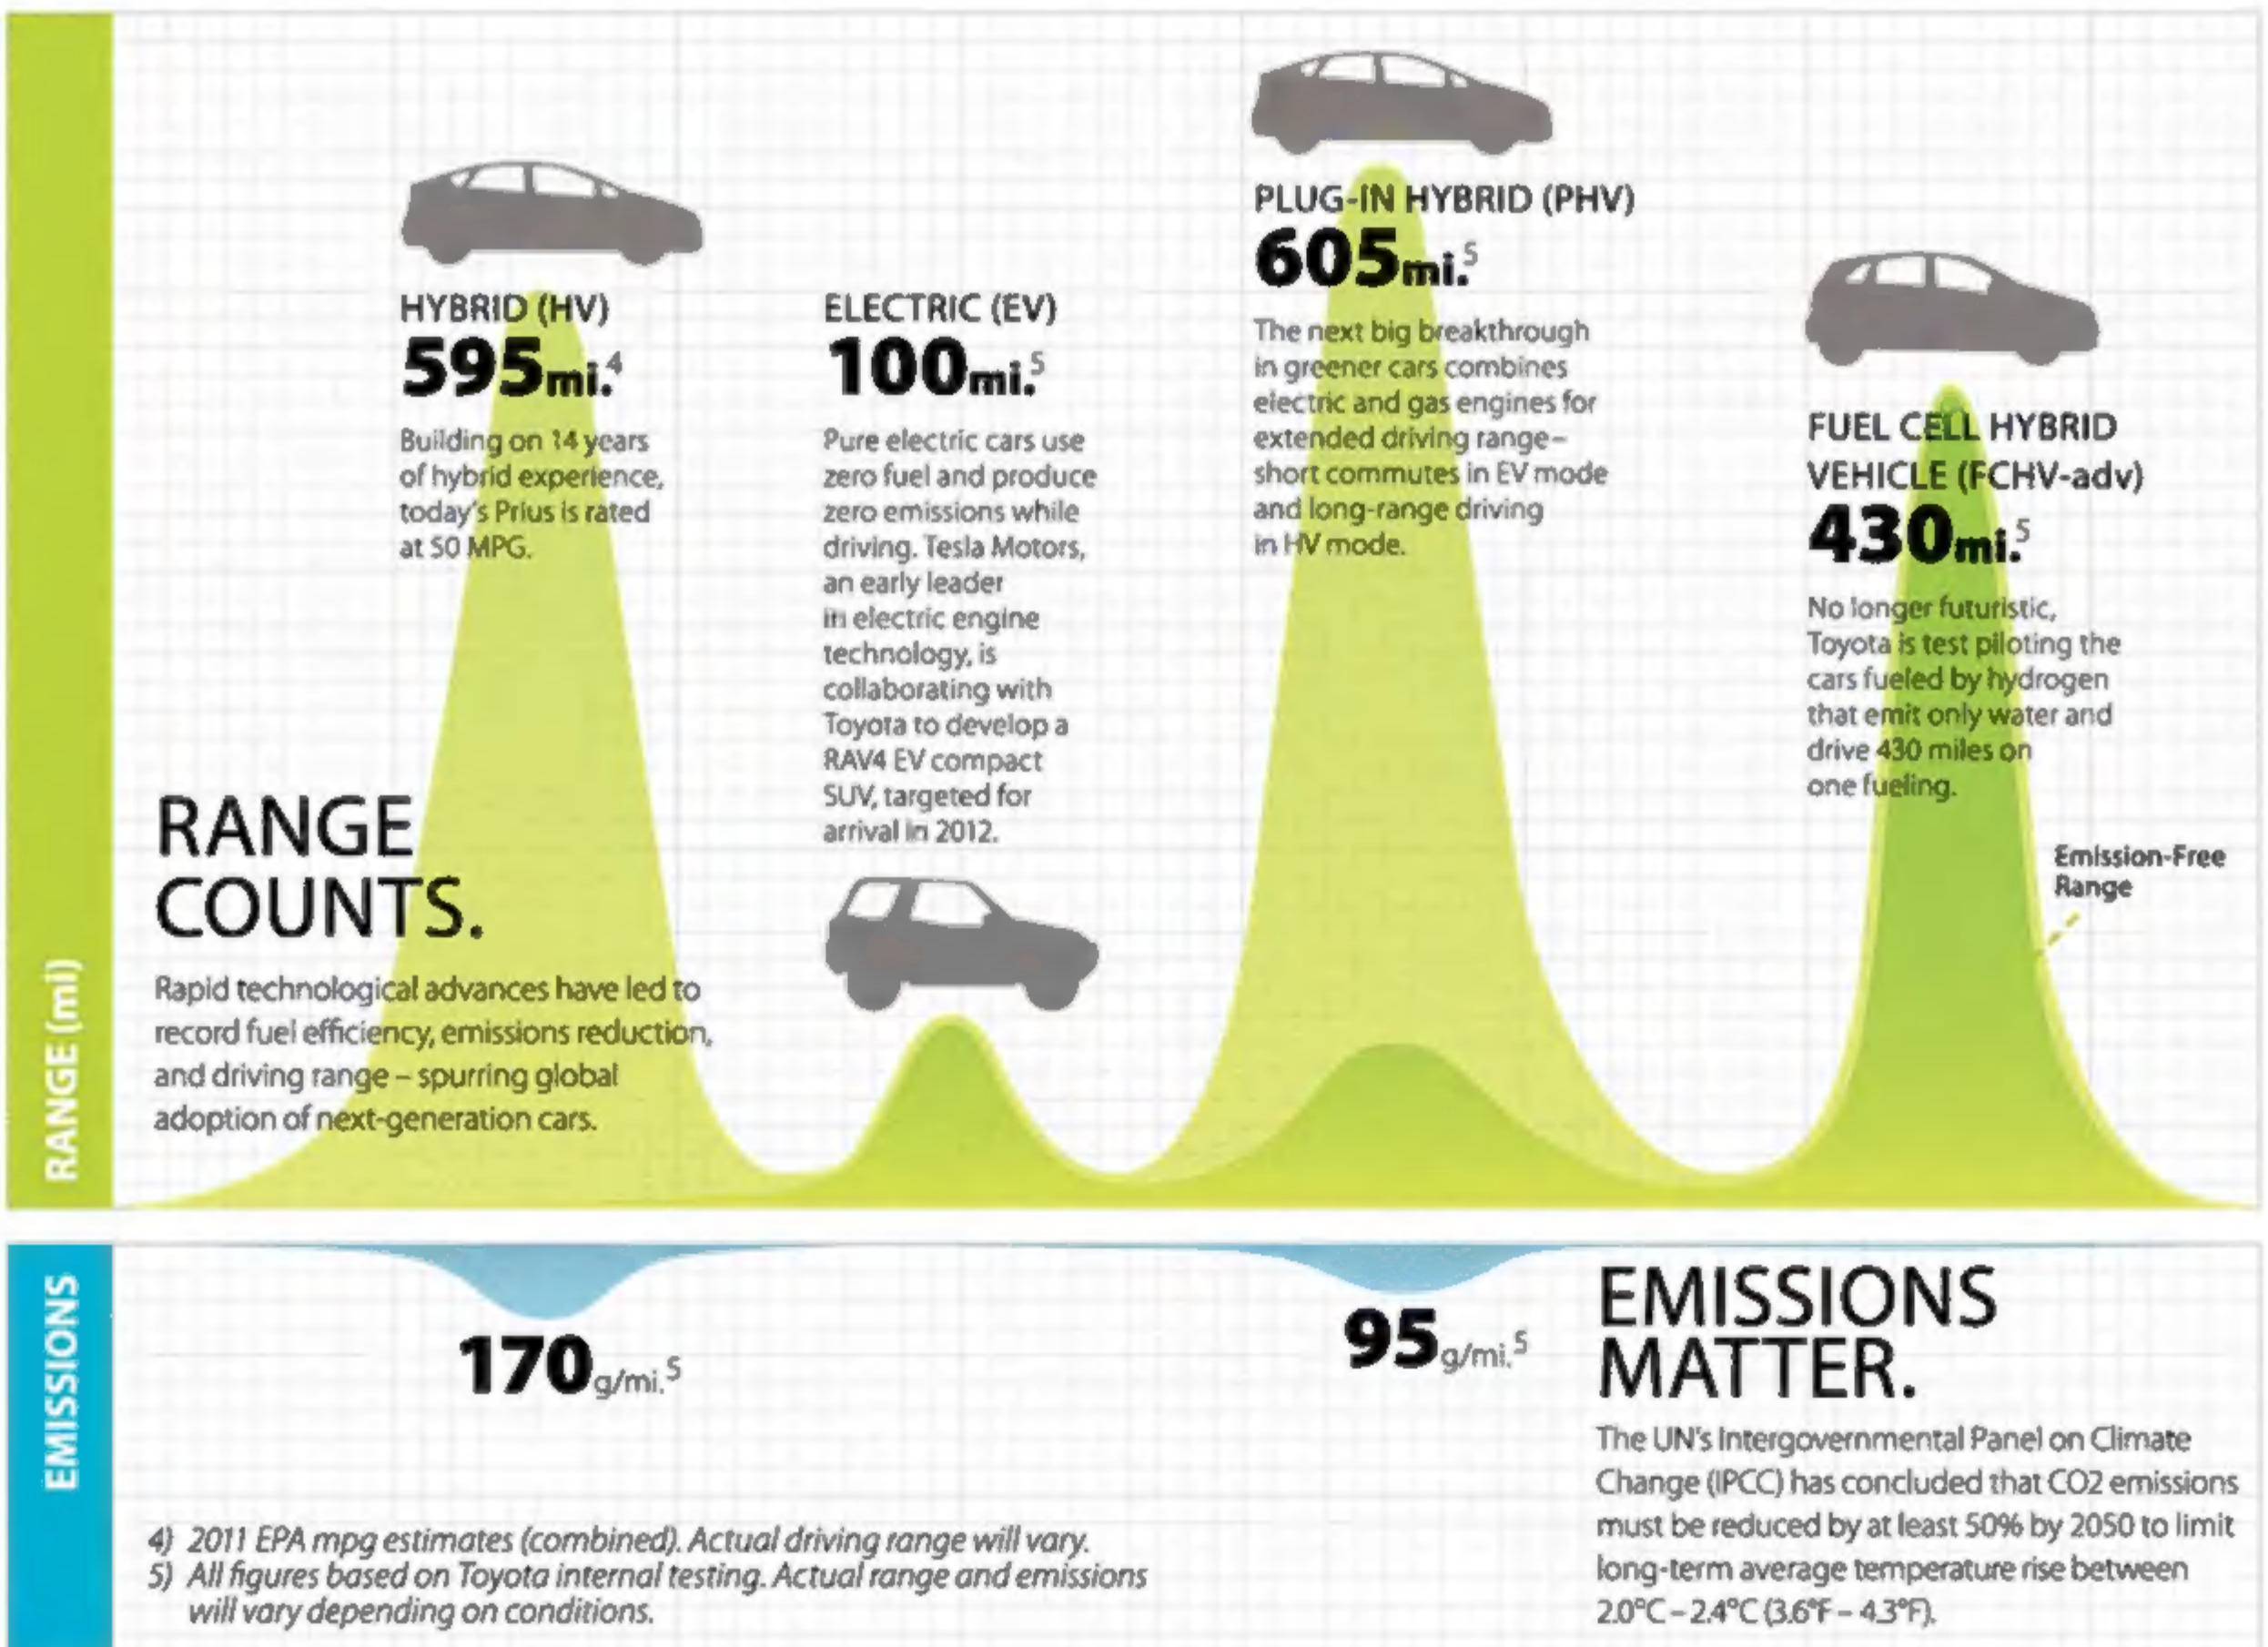 PLUG-IN HYBRID (PHV)
605mi.5
The next big breakthrough
in greener cars combines
electric and gas engines for
extended driving range–
short commutes in EV mode
and long-range driving
in HV mode.
HYBRID (HV)
595mi.4
Building on 14 years
of hybrid experience,
today's Prius is rated
at 50 MPG.
ELECTRIC (EV)
100mi.5
Pure electric cars use
zero fuel and produce
zero emissions while
driving. Tesla Motors,
an early leader
in electric engine
technology, is
collaborating with
Toyota to develop a
RAV4 EV compact
SUV, targeted for
arrival in 2012.
FUEL CELL HYBRID
VEHICLE (FCHV-adv)
430mi.5
No longer futuristic,
Toyota is test piloting the
cars fueled by hydrogen
that emit only water and
drive 430 miles on
one fueling.
Emission-Free
Range
RANGE
COUNTS.
Rapid technological advances have led to
record fuel efficiency, emissions reduction,
and driving range – spurring global
adoption of next-generation cars.
RANGE (mi)
EMISSIONS
170g/mi.5
95g/mi.5
EMISSIONS
MATTER.
The UN's Intergovernmental Panel on Climate
Change (IPCC) has concluded that CO2 emissions
must be reduced by at least 50% by 2050 to limit
long-term average temperature rise between
2.0°C – 2.4°C (3.6°F – 4.3°F).
4) 2011 EPA mpg estimates (combined). Actual driving range will vary.
5) All figures based on Toyota internal testing. Actual range and emissions
will vary depending on conditions.